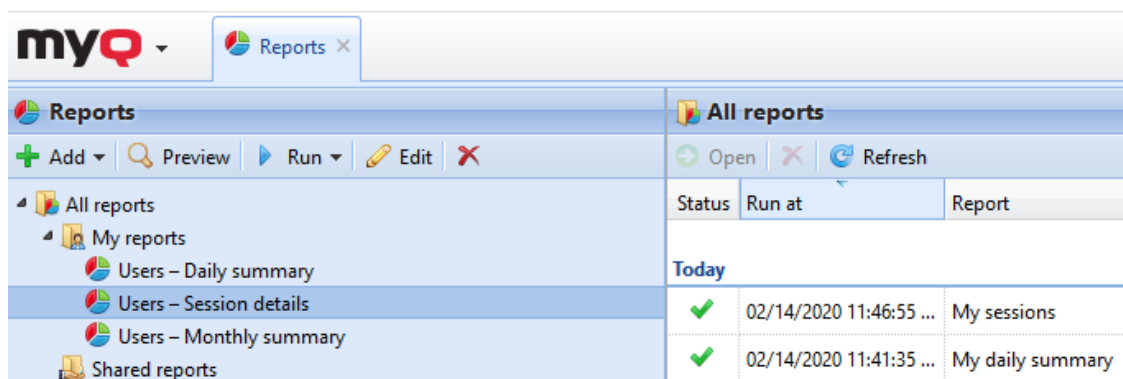 myQ
Reports
Reports
Add Preview Run Edit
All reports
My reports
Users – Daily summary
Users – Session details
Users – Monthly summary
Shared reports
All reports
Open Refresh
Status Run at Report
Today
02/14/2020 11:46:55 ... My sessions
02/14/2020 11:41:35 ... My daily summary